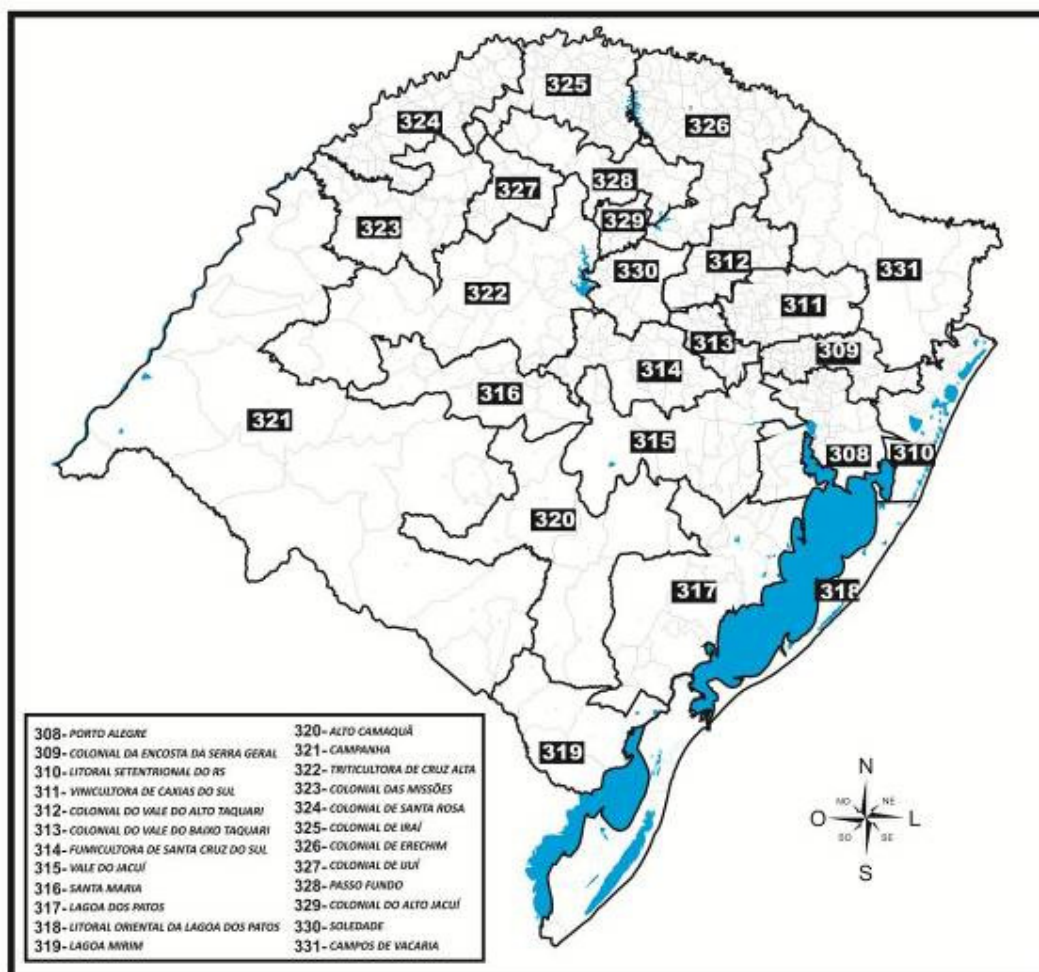 325
324
326
328
327
329
323
312
330
331
322
311
313
309
314
316
321
315
308
310
320
317
318
319
308- PORTO ALEGRE
309- COLONIAL DA ENCOSTA DA SERRA GERAL
310- LITORAL SETENTRIONAL DO RS
311- VINICULTORA DE CAXIAS DO SUL
312- COLONIAL DO VALE DO ALTO TAQUARI
313- COLONIAL DO VALE DO BAIXO TAQUARI
314- FUMICULTORA DE SANTA CRUZ DO SUL
315- VALE DO JACUÍ
316- SANTA MARIA
317- LAGOA DOS PATOS
318- LITORAL ORIENTAL DA LAGOA DOS PATOS
319- LAGOA MIRIM
320- ALTO CAMAQUÃ
321- CAMPANHA
322- TRITICULTORA DE CRUZ ALTA
323- COLONIAL DAS MISSÕES
324- COLONIAL DE SANTA ROSA
325- COLONIAL DE IRAÍ
326- COLONIAL DE ERECHIM
327- COLONIAL DE IJUÍ
328- PASSO FUNDO
329- COLONIAL DO ALTO JACUÍ
330- SOLEDADE
331- CAMPOS DE VACARIA
N
NO NE
O L
SO SE
S